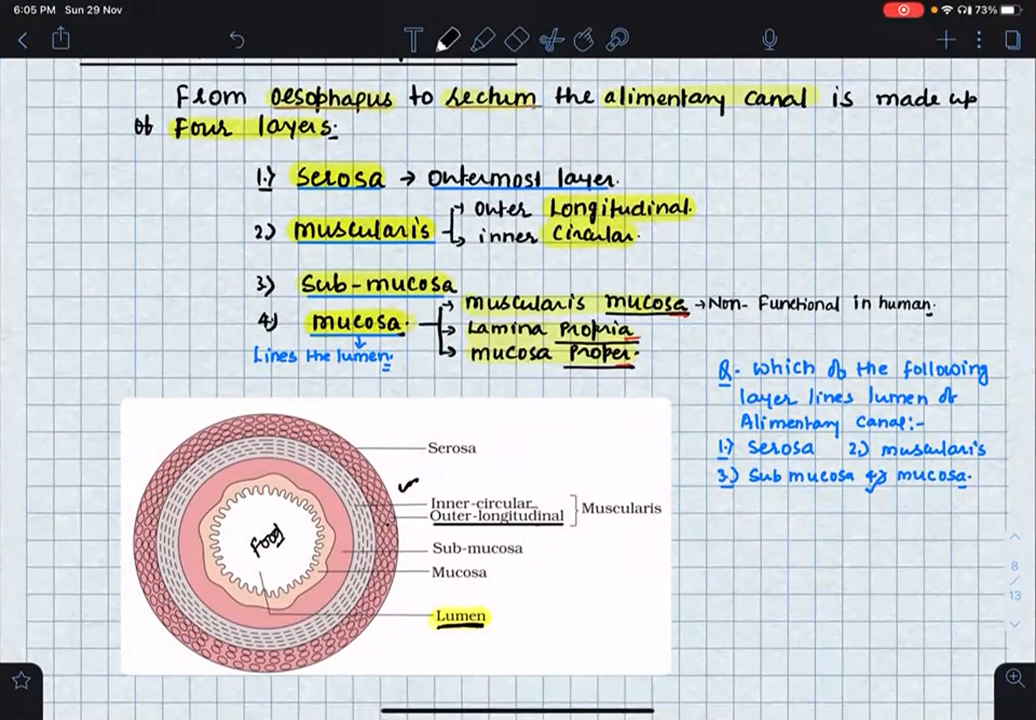 6:05 PM Sun 29 Nov
73%
From oesophapus to rectum the alimentary canal is made up
of Four layers.
1.) Serosa → outermost layer.
2) muscularis → outer Longitudinal.
→ inner Circular.
3) Sub-mucosa
4) mucosa. → muscularis mucosa → Non-Functional in human.
→ Lamina Propria
→ mucosa Proper.
Lines the lumen.
Q. which of the following
layer lines lumen of
Alimentary Canal:-
1.) Serosa 2.) muscularis
3.) Sub mucosa 4) mucosa.
Serosa
Inner-circular
Outer-longitudinal
Muscularis
Sub-mucosa
Mucosa
Lumen
Food
8
/
13